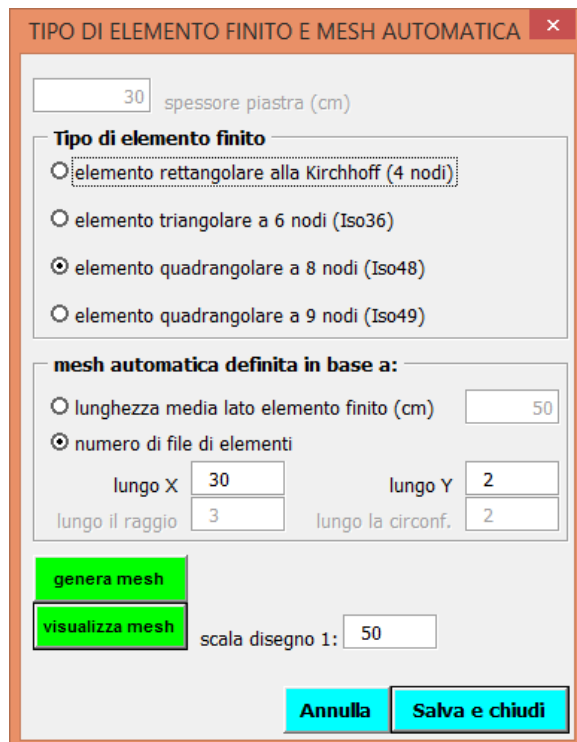 TIPO DI ELEMENTO FINITO E MESH AUTOMATICA ×
30 spessore piastra (cm)
Tipo di elemento finito
elemento rettangolare alla Kirchhoff (4 nodi)
elemento triangolare a 6 nodi (Iso36)
elemento quadrangolare a 8 nodi (Iso48)
elemento quadrangolare a 9 nodi (Iso49)
mesh automatica definita in base a:
lunghezza media lato elemento finito (cm) 50
numero di file di elementi
lungo X 30 lungo Y 2
lungo il raggio 3 lungo la circonf. 2
genera mesh
visualizza mesh scala disegno 1: 50
Annulla Salva e chiudi